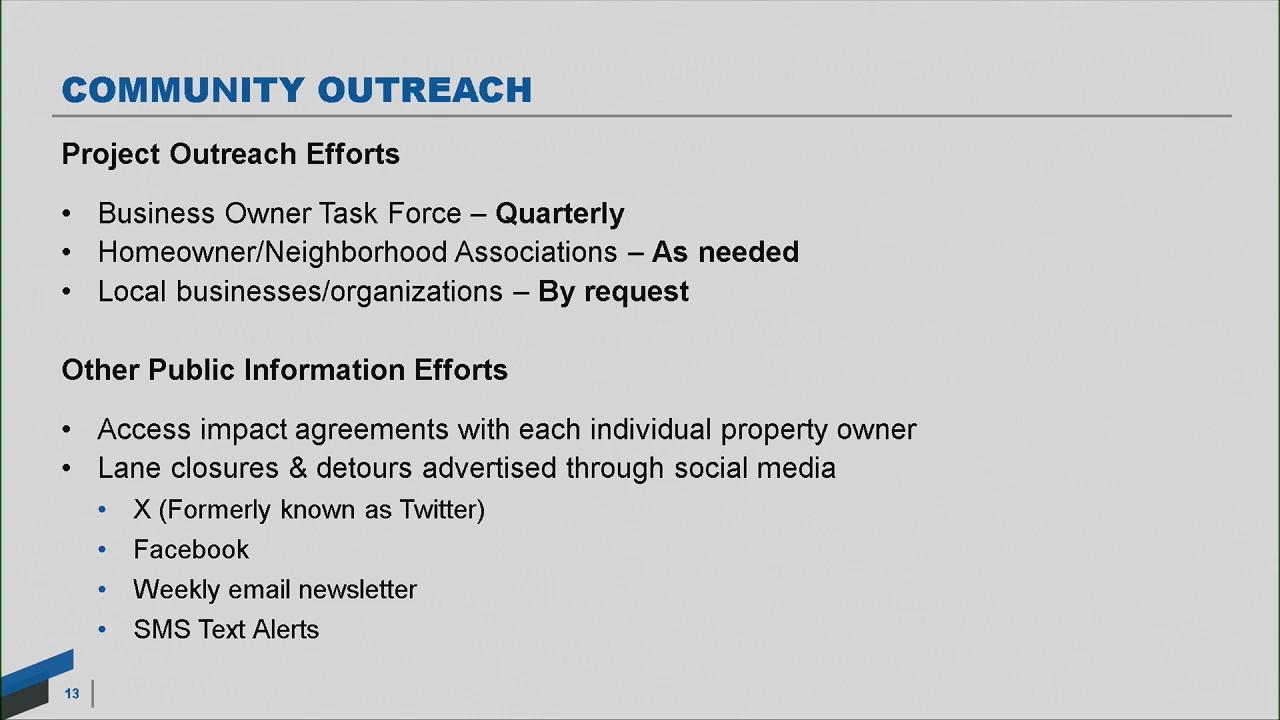 COMMUNITY OUTREACH
Project Outreach Efforts
• Business Owner Task Force – Quarterly
• Homeowner/Neighborhood Associations – As needed
• Local businesses/organizations – By request
Other Public Information Efforts
• Access impact agreements with each individual property owner
• Lane closures & detours advertised through social media
• X (Formerly known as Twitter)
• Facebook
• Weekly email newsletter
• SMS Text Alerts
13